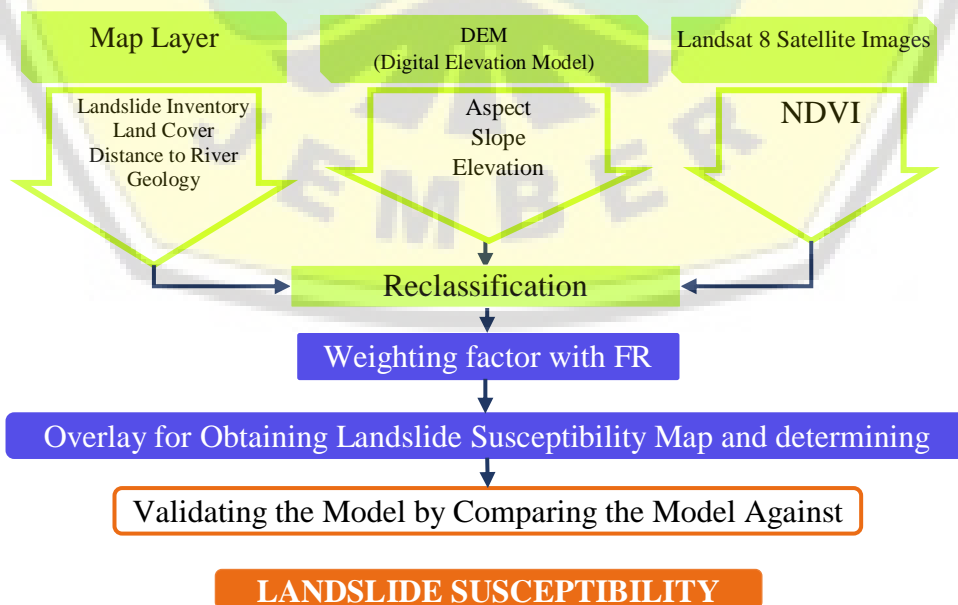 Map Layer
DEM
(Digital Elevation Model)
Landsat 8 Satellite Images
Landslide Inventory
Land Cover
Distance to River
Geology
Aspect
Slope
Elevation
NDVI
JEMBER
Reclassification
Weighting factor with FR
Overlay for Obtaining Landslide Susceptibility Map and determining
Validating the Model by Comparing the Model Against
LANDSLIDE SUSCEPTIBILITY